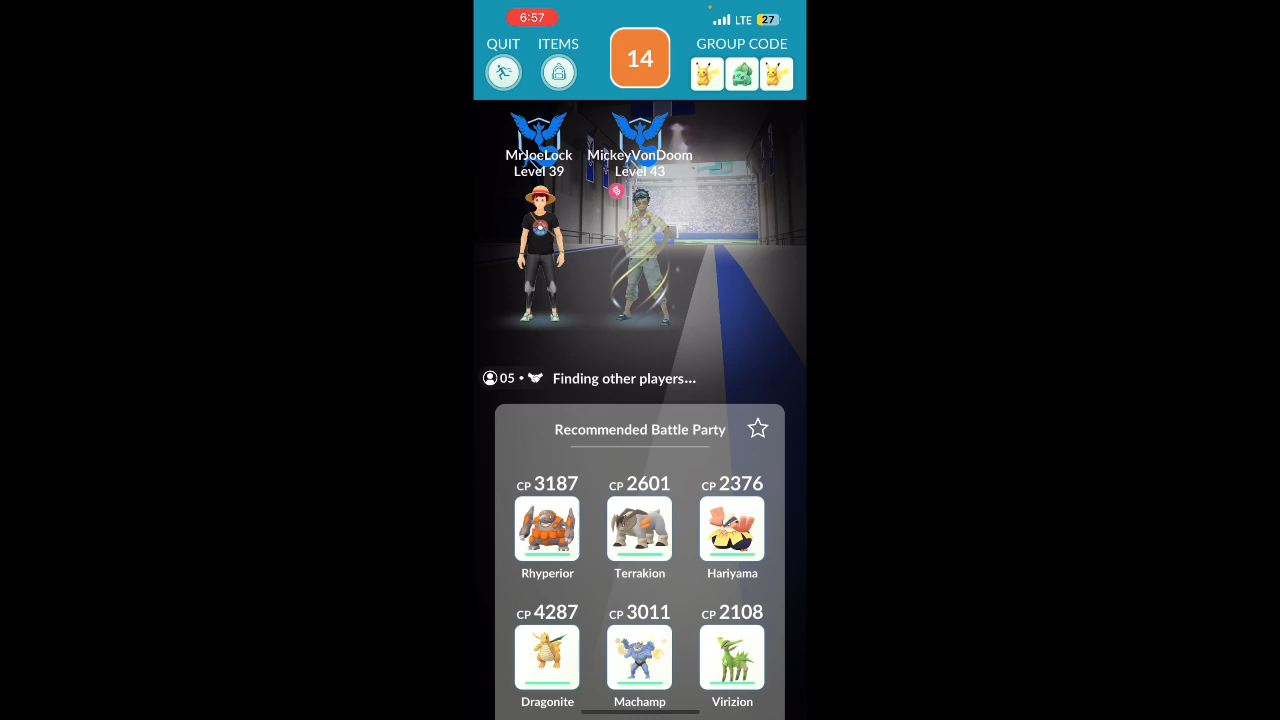 6:57
LTE 27
QUIT ITEMS 14 GROUP CODE
MrJoeLock MickeyVonDoom
Level 39 Level 43
05 • Finding other players...
Recommended Battle Party
CP 3187 CP 2601 CP 2376
Rhyperior Terrakion Hariyama
CP 4287 CP 3011 CP 2108
Dragonite Machamp Virizion